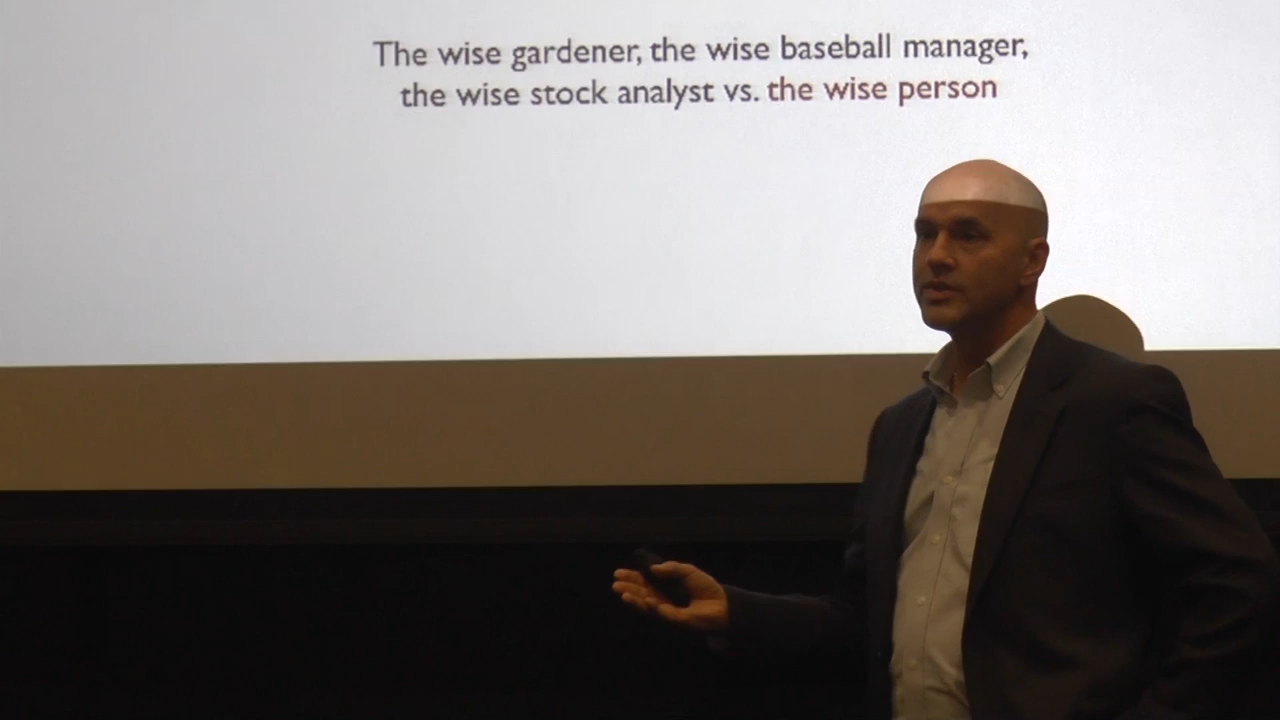 The wise gardener, the wise baseball manager,
the wise stock analyst vs. the wise person